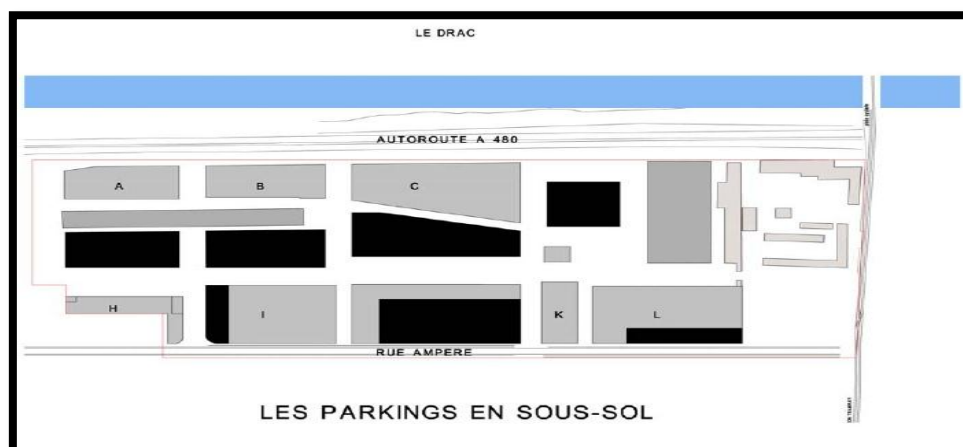 LE DRAC
AUTOROUTE A 480
A
B
C
H
I
K
L
RUE AMPERE
LES PARKINGS EN SOUS-SOL